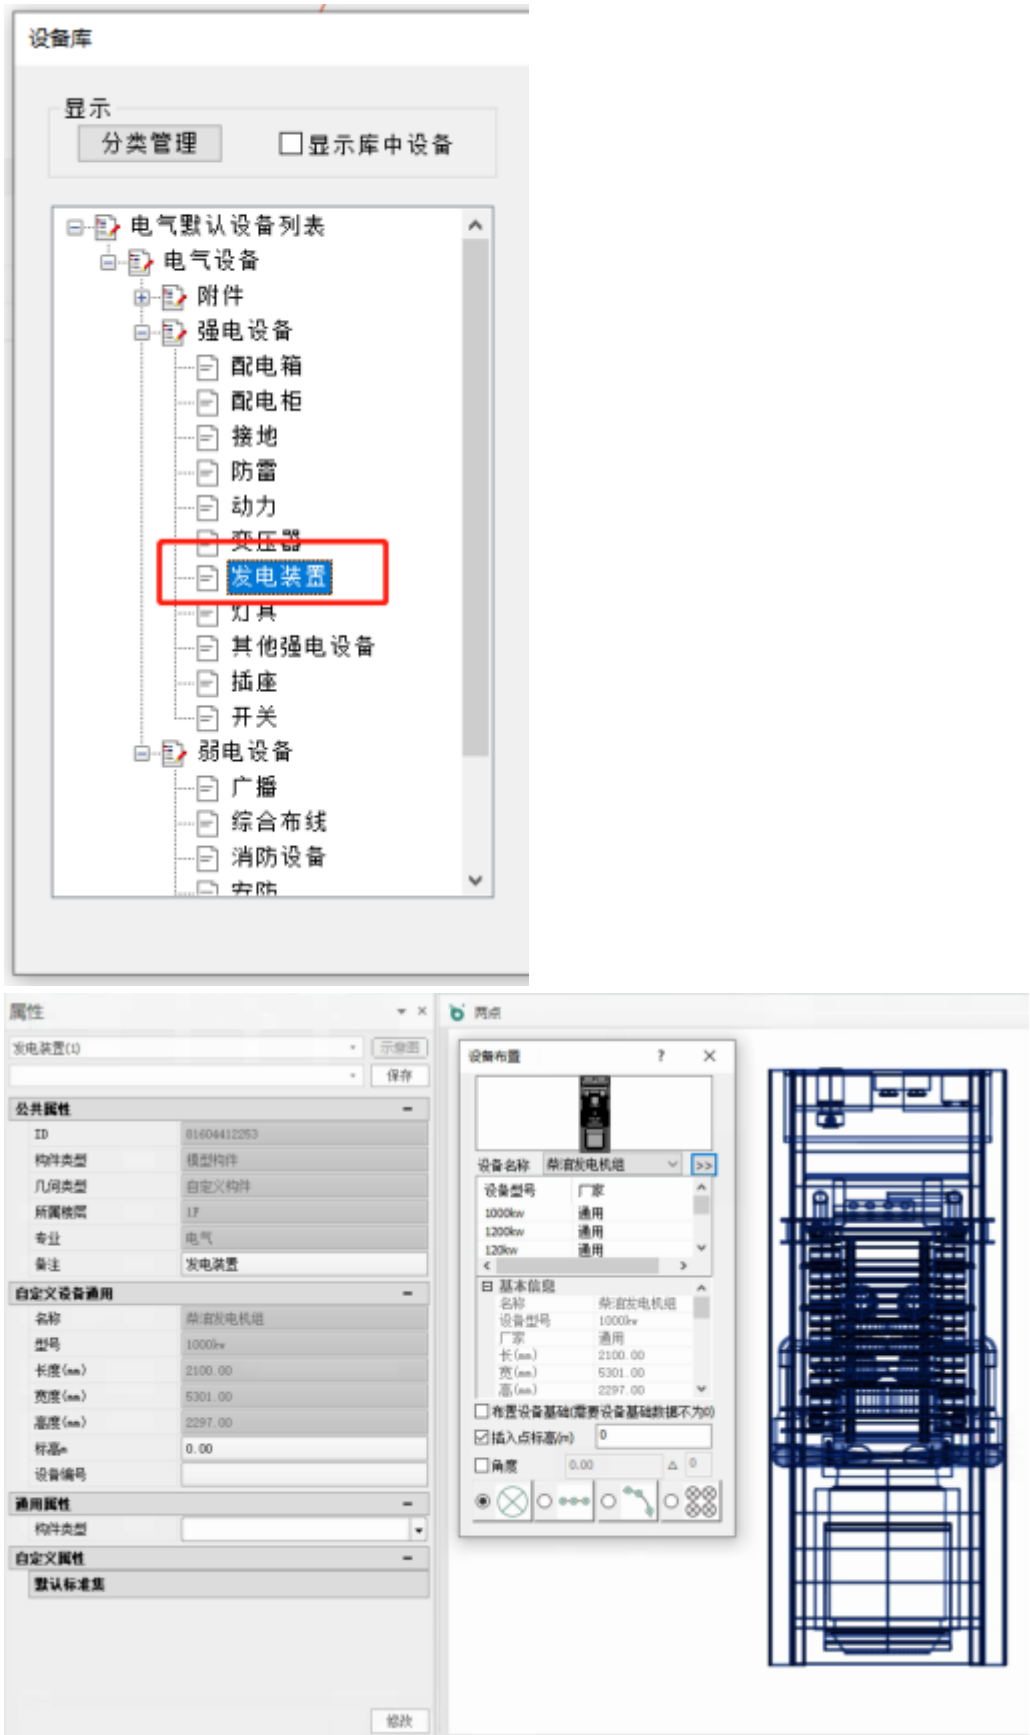 设备库
显示
分类管理
显示库中设备
电气默认设备列表
电气设备
附件
强电设备
配电箱
配电柜
接地
防雷
动力
变压器
发电装置
灯具
其他强电设备
插座
开关
弱电设备
广播
综合布线
消防设备
安防
属性
发电装置(1)
示意图
保存
公共属性
ID 81604412253
构件类型 模型构件
几何类型 自定义构件
所属楼层 1F
专业 电气
备注 发电装置
自定义设备通用
名称 柴油发电机组
型号 1000kw
长度(mm) 2100.00
宽度(mm) 5301.00
高度(mm) 2297.00
标高m 0.00
设备编号
通用属性
构件类型
自定义属性
默认标准集
修改
两点
设备布置 ?
设备名称 柴油发电机组 >>
设备型号 厂家
1000kw 通用
1200kw 通用
120kw 通用
基本信息
名称 柴油发电机组
设备型号 1000kw
厂家 通用
长(mm) 2100.00
宽(mm) 5301.00
高(mm) 2297.00
布置设备基础(需要设备基础数据不为0)
插入点标高(m) 0
角度 0.00 0